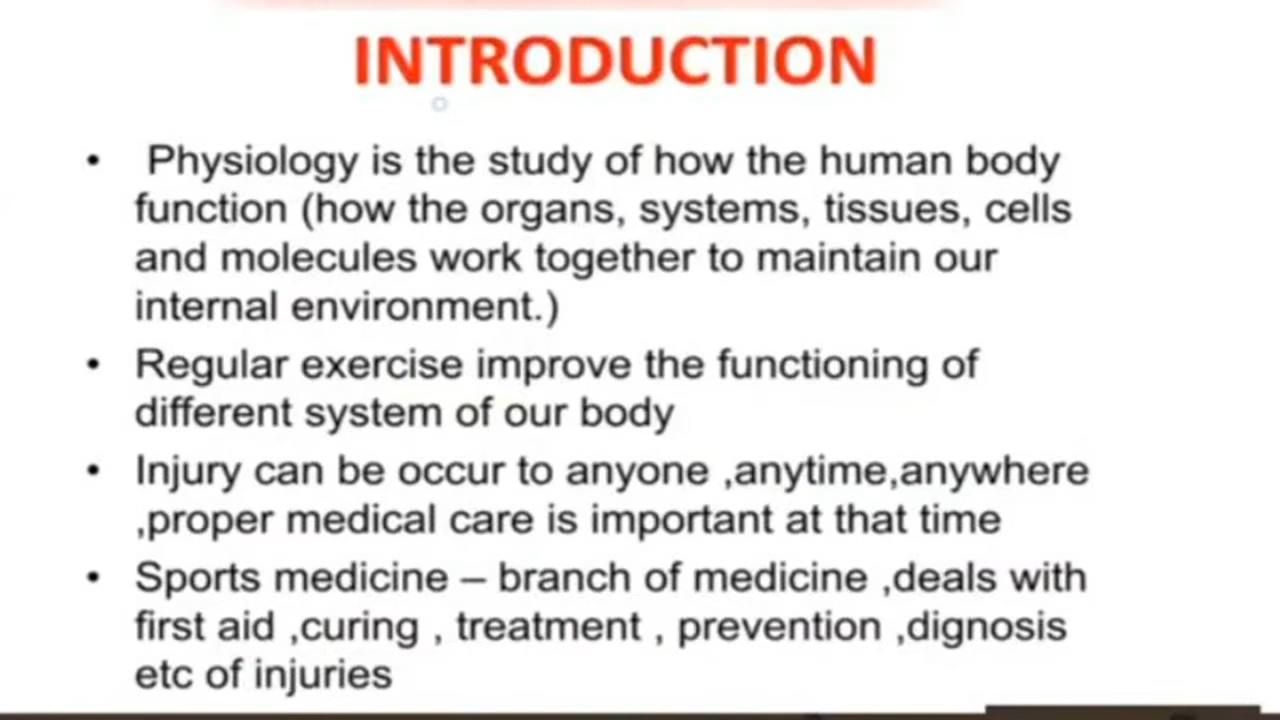 INTRODUCTION
• Physiology is the study of how the human body
function (how the organs, systems, tissues, cells
and molecules work together to maintain our
internal environment.)
• Regular exercise improve the functioning of
different system of our body
• Injury can be occur to anyone ,anytime,anywhere
,proper medical care is important at that time
• Sports medicine – branch of medicine ,deals with
first aid ,curing , treatment , prevention ,dignosis
etc of injuries